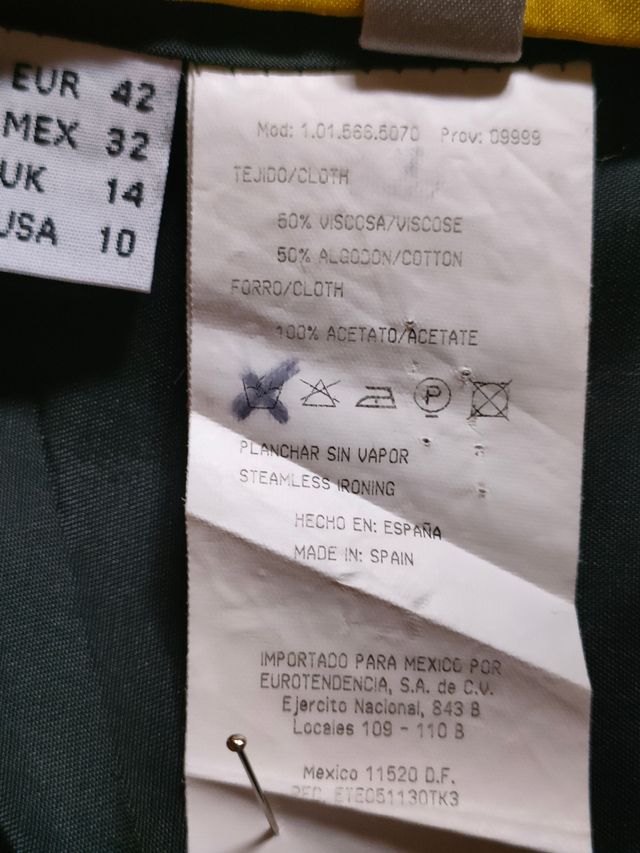 EUR 42
MEX 32
UK 14
USA 10
Mod: 1.01.566.5070 Prov: 09999
TEJIDO/CLOTH
50% VISCOSA/VISCOSE
50% ALGODON/COTTON
FORRO/CLOTH
100% ACETATO/ACETATE
P
PLANCHAR SIN VAPOR
STEAMLESS IRONING
HECHO EN: ESPAÑA
MADE IN: SPAIN
IMPORTADO PARA MEXICO POR
EUROTENDENCIA, S.A. de C.V.
Ejercito Nacional, 843 B
Locales 109 - 110 B
Mexico 11520 D.F.
RFC. ETE051130TK3